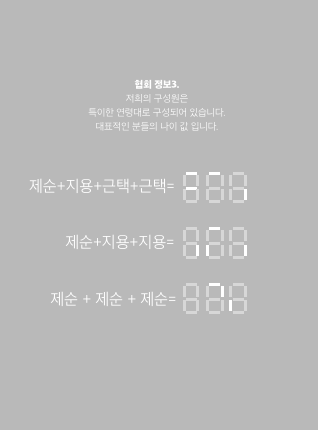 협회 정보3.
저희의 구성원은
특이한 연령대로 구성되어 있습니다.
대표적인 분들의 나이 값 입니다.
제순+지용+근택+근택=
제순+지용+지용=
제순 + 제순 + 제순=